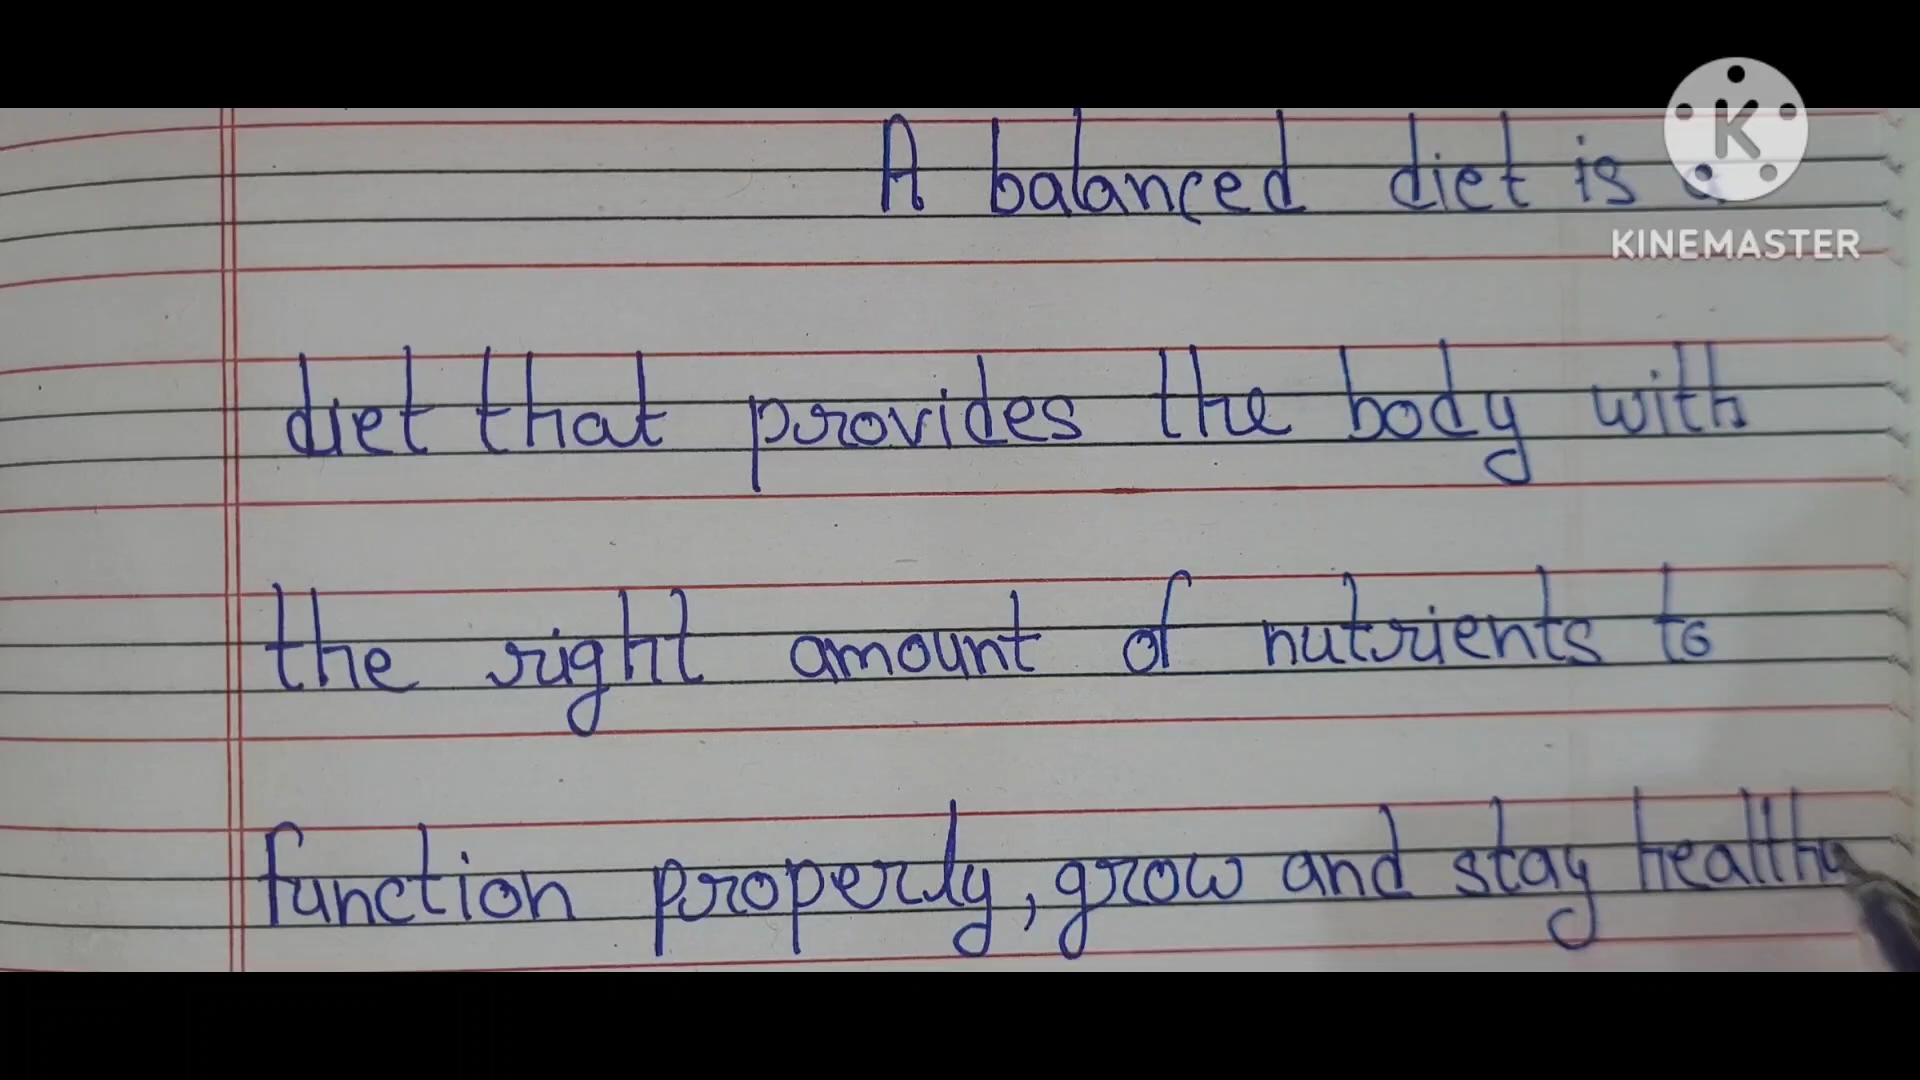 A balanced diet is a
KINEMASTER
diet that provides the body with
the right amount of nutrients to
function properly, grow and stay healthy